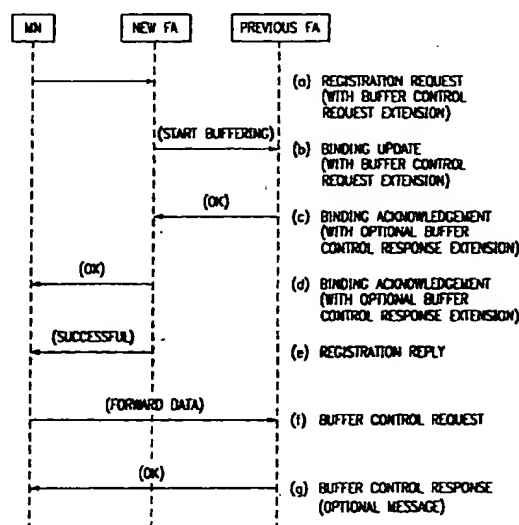 MN NEW FA PREVIOUS FA
(a) REGISTRATION REQUEST
(WITH BUFFER CONTROL
REQUEST EXTENSION)
(START BUFFERING)
(b) BINDING UPDATE
(WITH BUFFER CONTROL
REQUEST EXTENSION)
(OK)
(c) BINDING ACKNOWLEDGEMENT
(WITH OPTIONAL BUFFER
CONTROL RESPONSE EXTENSION)
(OK)
(d) BINDING ACKNOWLEDGEMENT
(WITH OPTIONAL BUFFER
CONTROL RESPONSE EXTENSION)
(SUCCESSFUL)
(e) REGISTRATION REPLY
(FORWARD DATA)
(f) BUFFER CONTROL REQUEST
(OK)
(g) BUFFER CONTROL RESPONSE
(OPTIONAL MESSAGE)